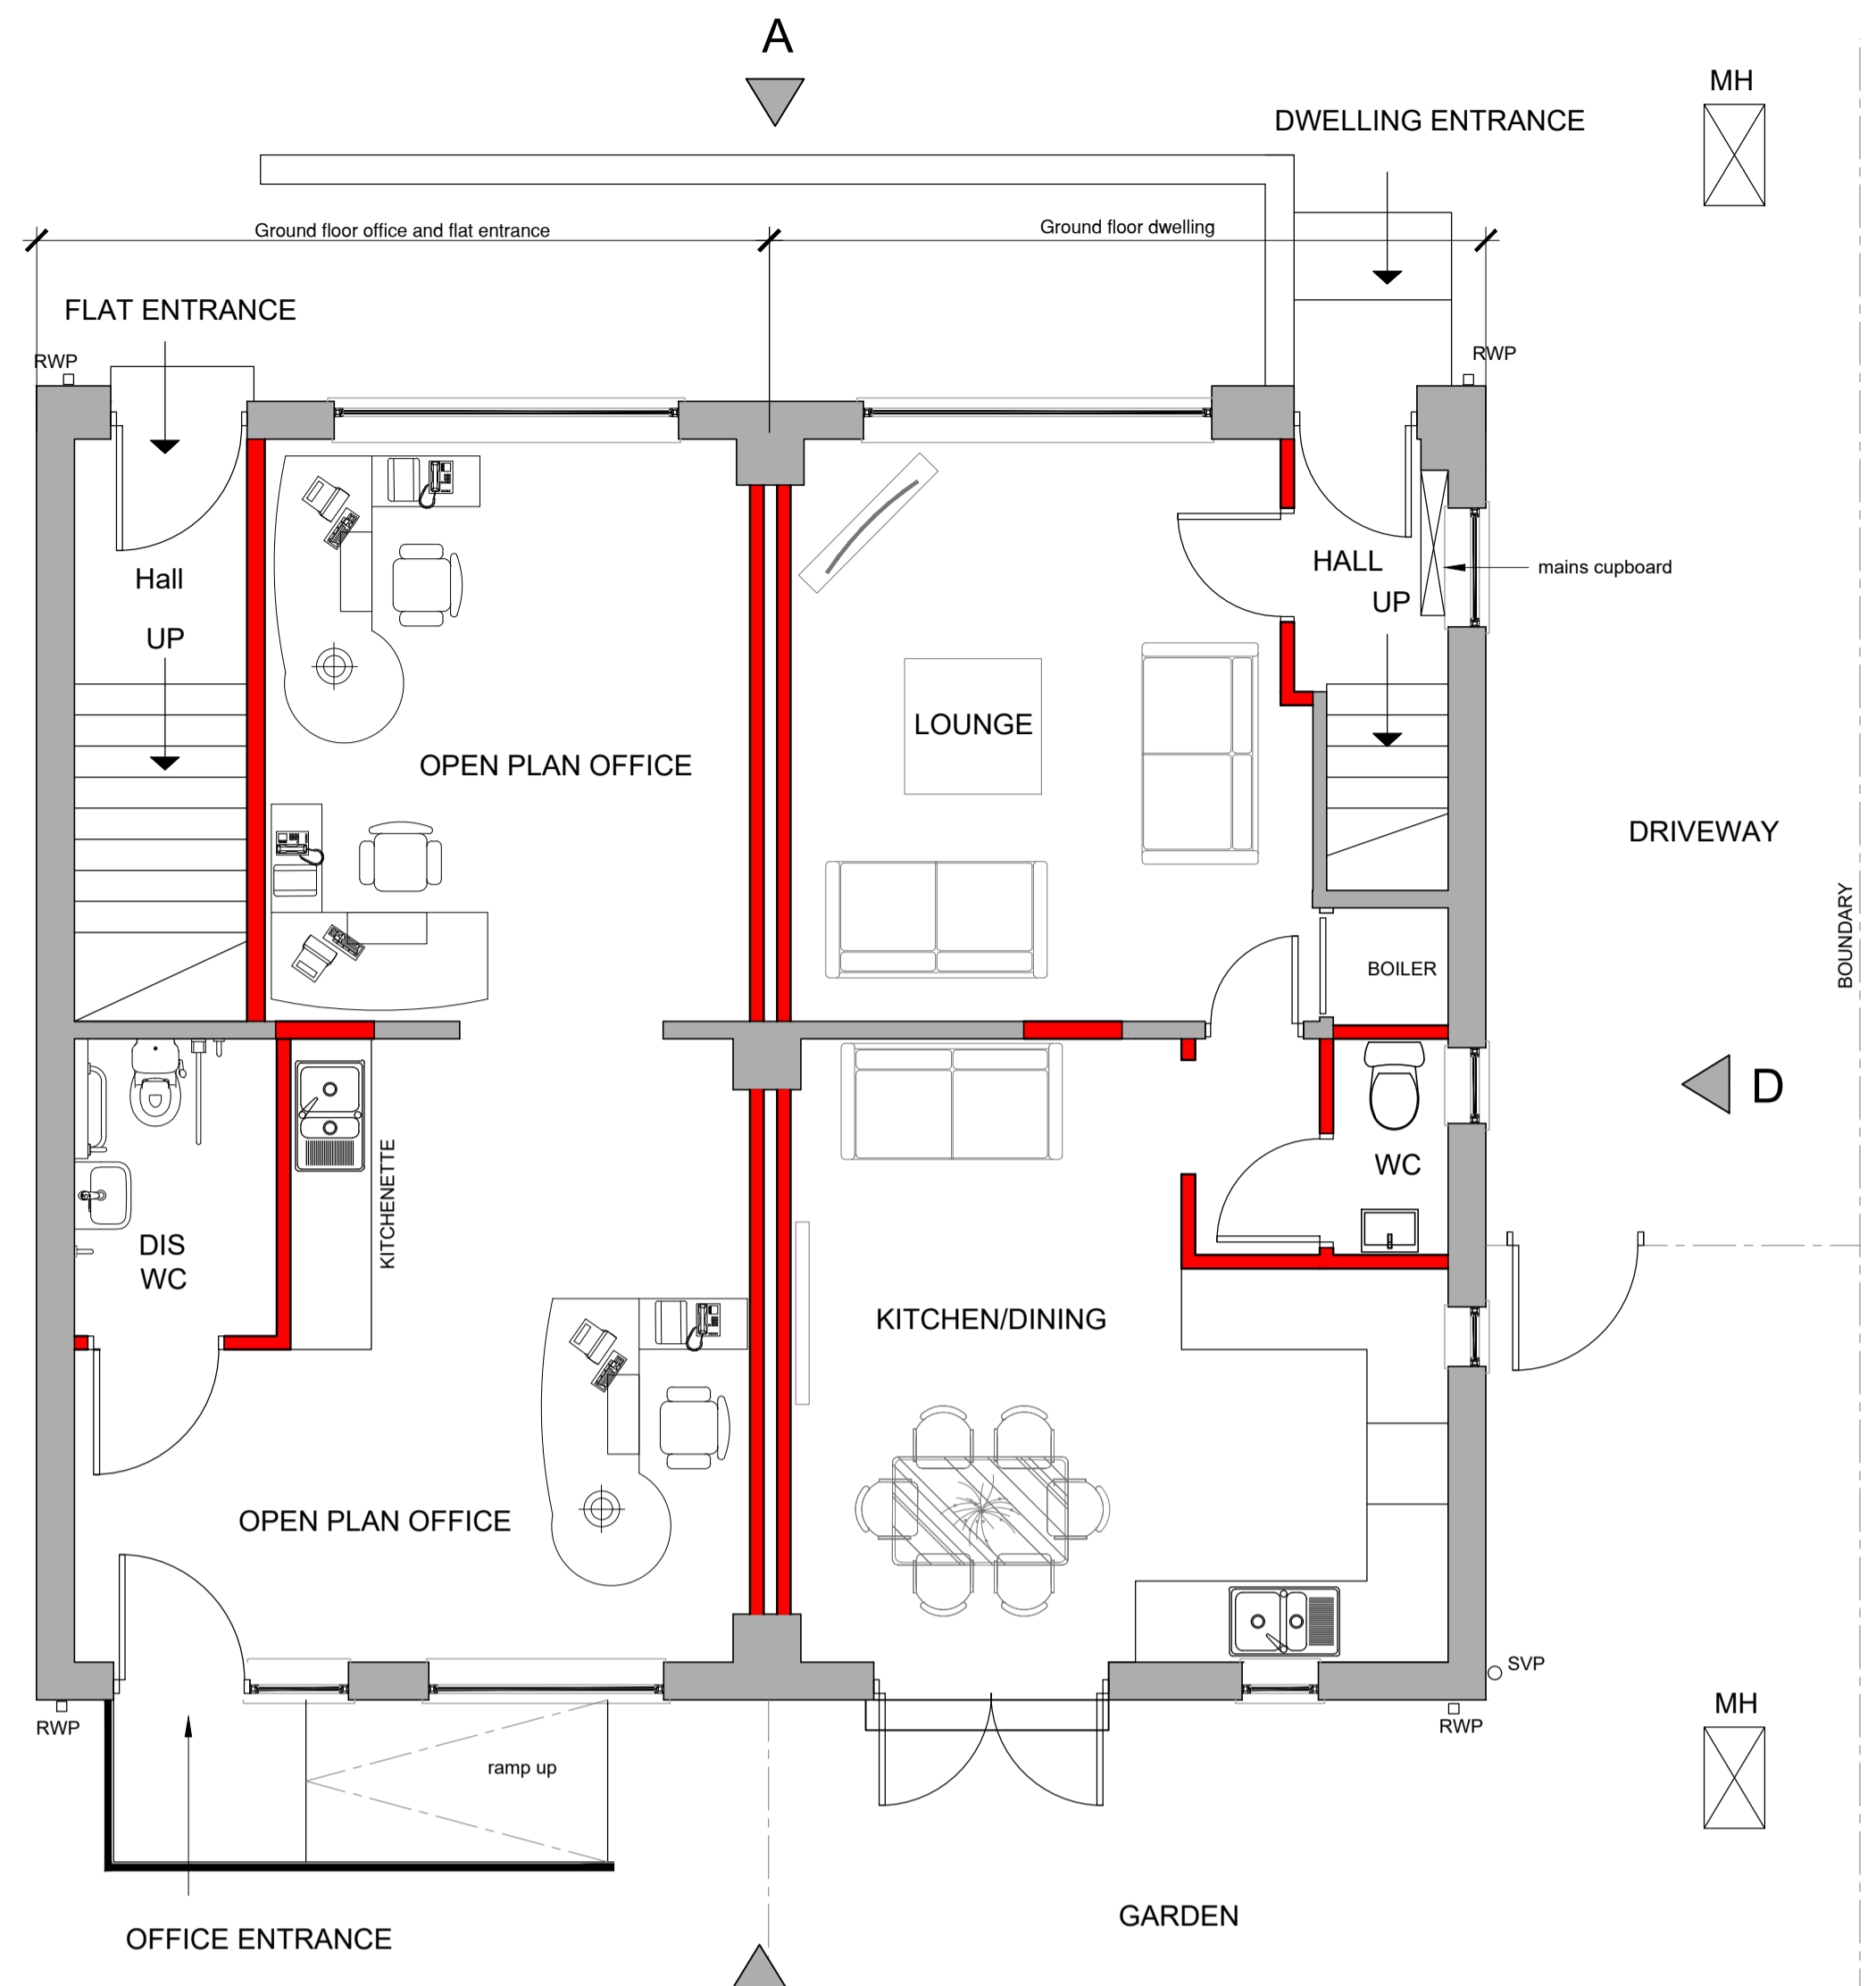 A
MH
DWELLING ENTRANCE
Ground floor office and flat entrance
Ground floor dwelling
FLAT ENTRANCE
RWP
RWP
Hall
UP
HALL
UP
mains cupboard
LOUNGE
OPEN PLAN OFFICE
DRIVEWAY
BOUNDARY
BOILER
D
WC
KITCHENETTE
DIS
WC
KITCHEN/DINING
OPEN PLAN OFFICE
SVP
RWP
RWP
MH
ramp up
GARDEN
OFFICE ENTRANCE